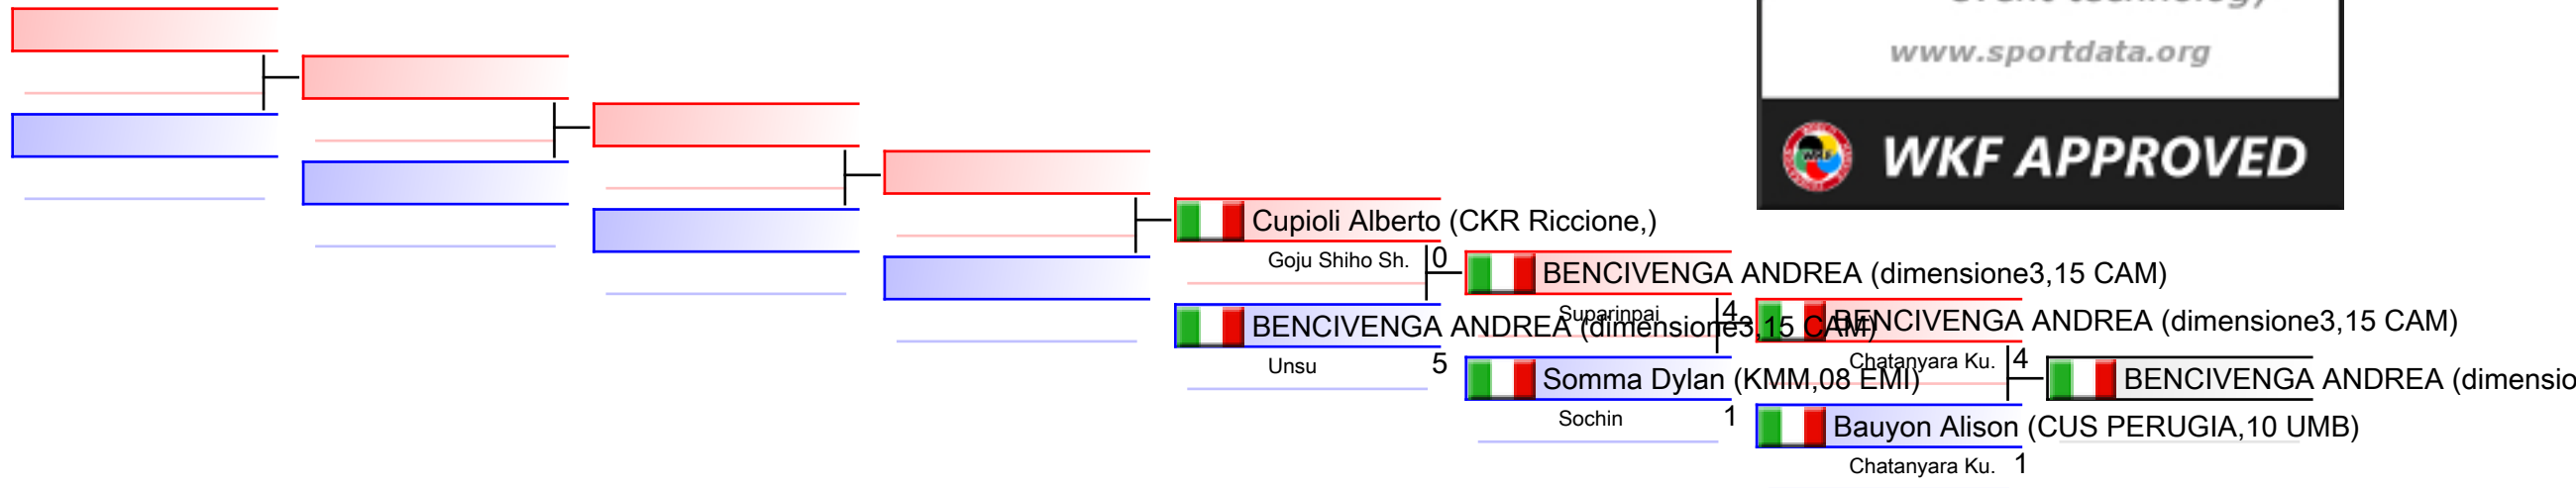 www.sportdata.org
WKF APPROVED
Cupioli Alberto (CKR Riccione,)
Goju Shiho Sh. 0
BENCIVENGA ANDREA (dimensione3,15 CAM)
Suparinpai 4
BENCIVENGA ANDREA (dimensione3,15 CAM)
BENCIVENGA ANDREA (dimensione3,15 CAM)
Unsu 5
Chatanyara Ku. 4
Somma Dylan (KMM,08 EMI)
BENCIVENGA ANDREA (dimensio
Sochin 1
Bauyon Alison (CUS PERUGIA,10 UMB)
Chatanyara Ku. 1